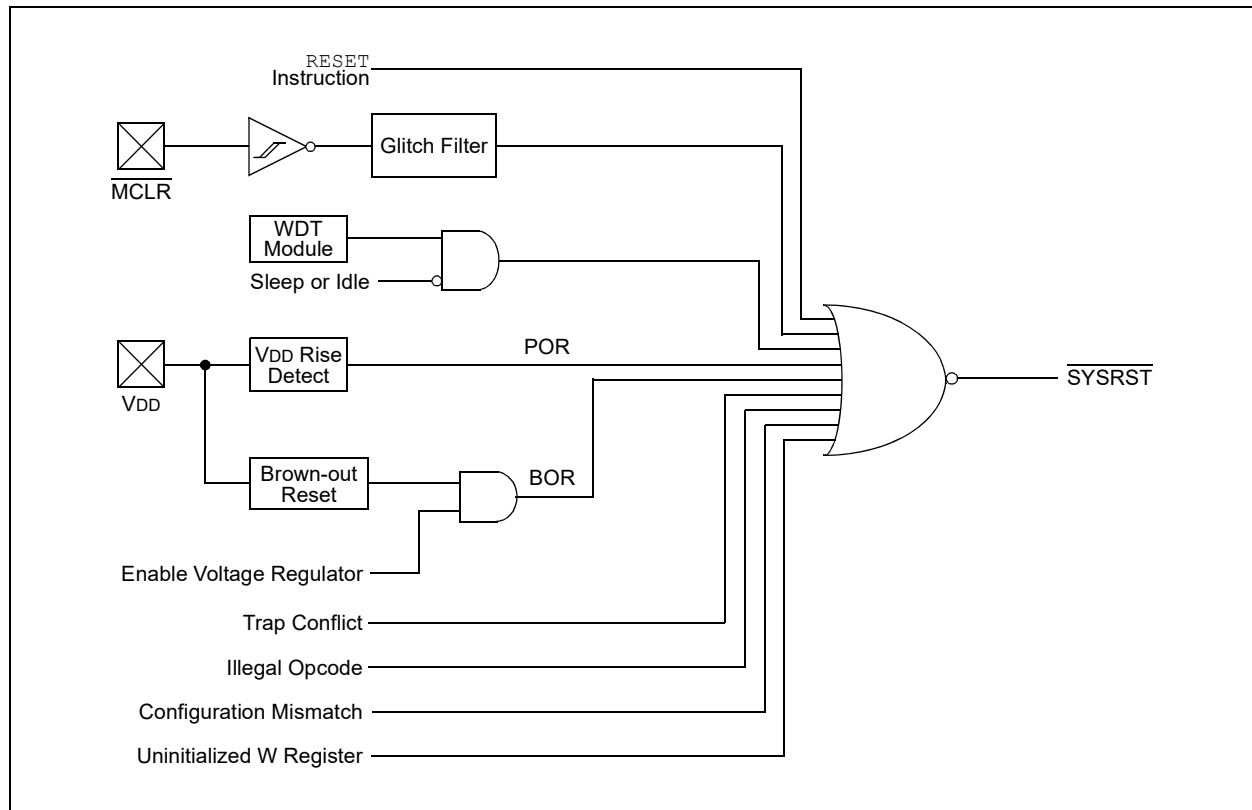 RESET
Instruction
Glitch Filter
MCLR
WDT
Module
Sleep or Idle
VDD Rise
Detect
POR
VDD
SYSRST
Brown-out
Reset
BOR
Enable Voltage Regulator
Trap Conflict
Illegal Opcode
Configuration Mismatch
Uninitialized W Register